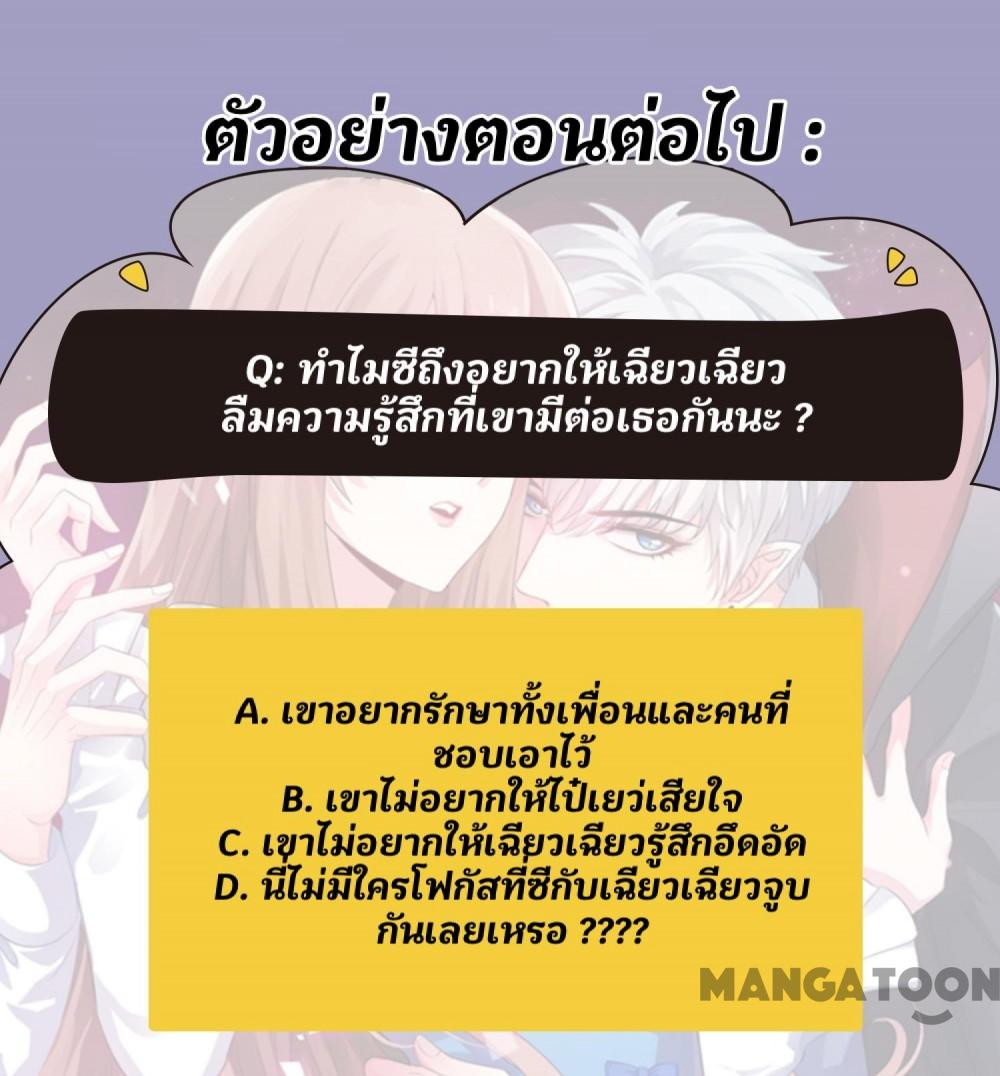 ตัวอย่างตอนต่อไป :
Q: ทำไมซีถึงอยากให้เฉียวเฉียว
ลืมความรู้สึกที่เขามีต่อเธอกันนะ ?
A. เขาอยากรักษาทั้งเพื่อนและคนที่
ชอบเอาไว้
B. เขาไม่อยากให้ไป๋เยว่เสียใจ
C. เขาไม่อยากให้เฉียวเฉียวรู้สึกอึดอัด
D. นี่ไม่มีใครโฟกัสที่ซีกับเฉียวเฉียวจูบ
กันเลยเหรอ ????
MANGATOON